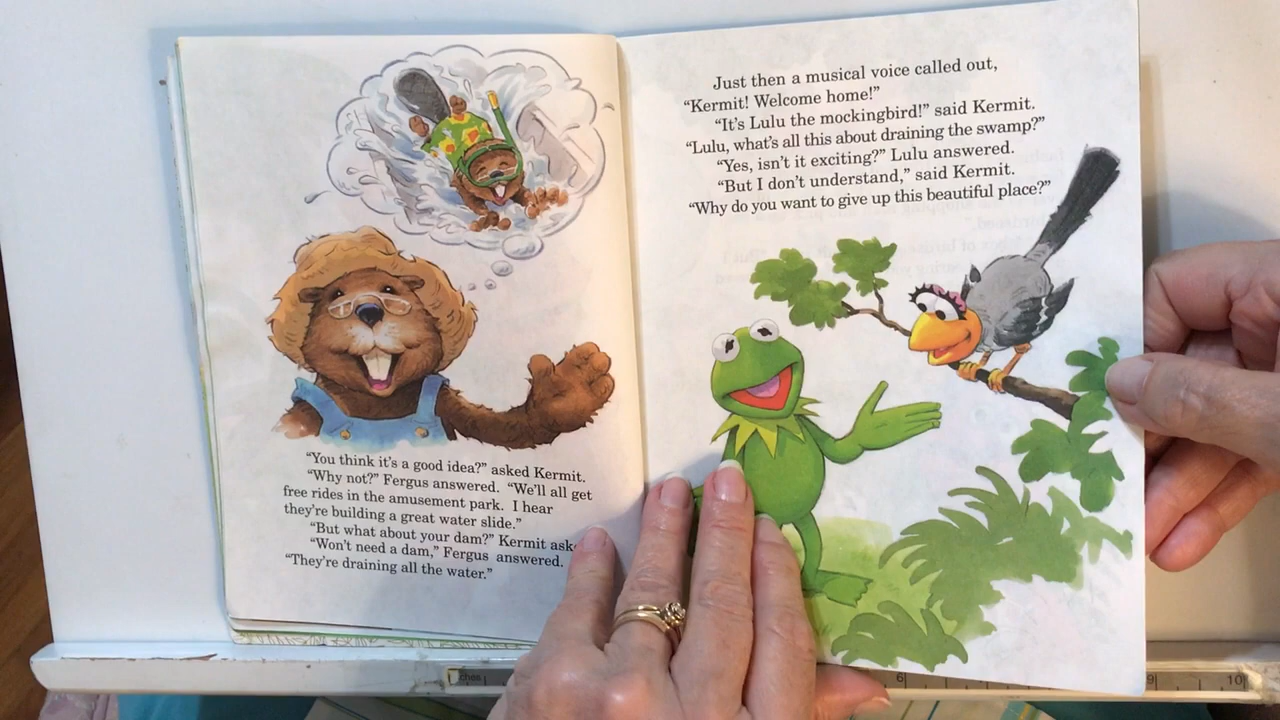 “You think it’s a good idea?” asked Kermit.
“Why not?” Fergus answered. “We’ll all get
free rides in the amusement park. I hear
they’re building a great water slide.”
“But what about your dam?” Kermit ask
“Won’t need a dam,” Fergus answered.
“They’re draining all the water.”
Just then a musical voice called out,
“Kermit! Welcome home!”
“It’s Lulu the mockingbird!” said Kermit.
“Lulu, what’s all this about draining the swamp?”
“Yes, isn’t it exciting?” Lulu answered.
“But I don’t understand,” said Kermit.
“Why do you want to give up this beautiful place?”
6
9
10